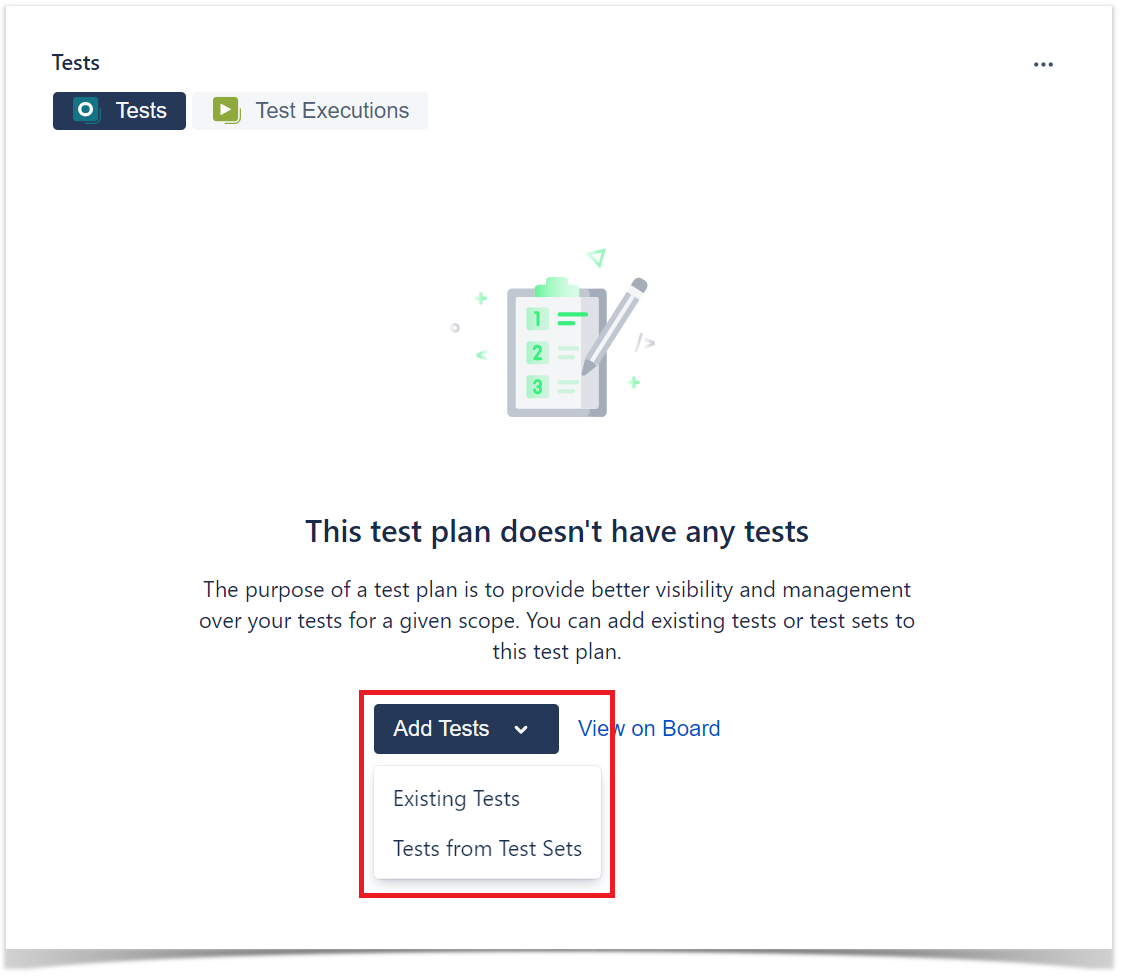 Tests
Tests
Test Executions
1
2
3
This test plan doesn't have any tests
The purpose of a test plan is to provide better visibility and management
over your tests for a given scope. You can add existing tests or test sets to
this test plan.
Add Tests
View on Board
Existing Tests
Tests from Test Sets